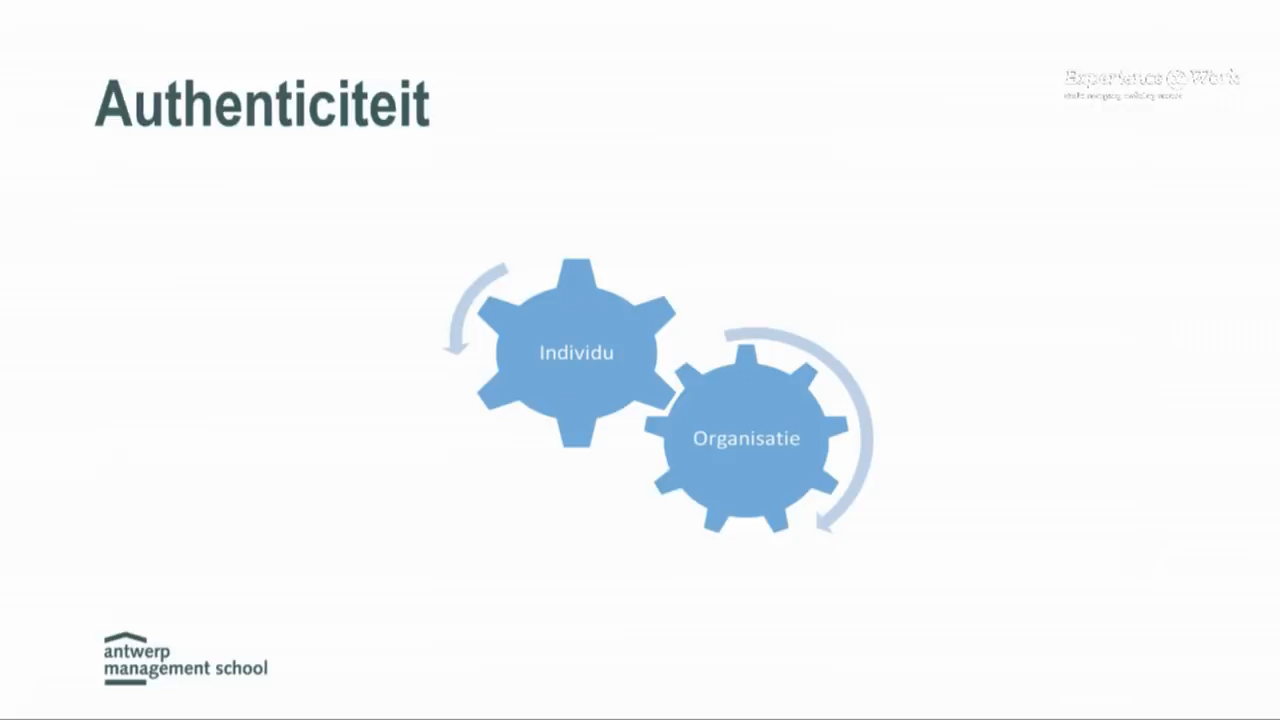 Authenticiteit
Experience @ Work
Individu
Organisatie
antwerp
management school